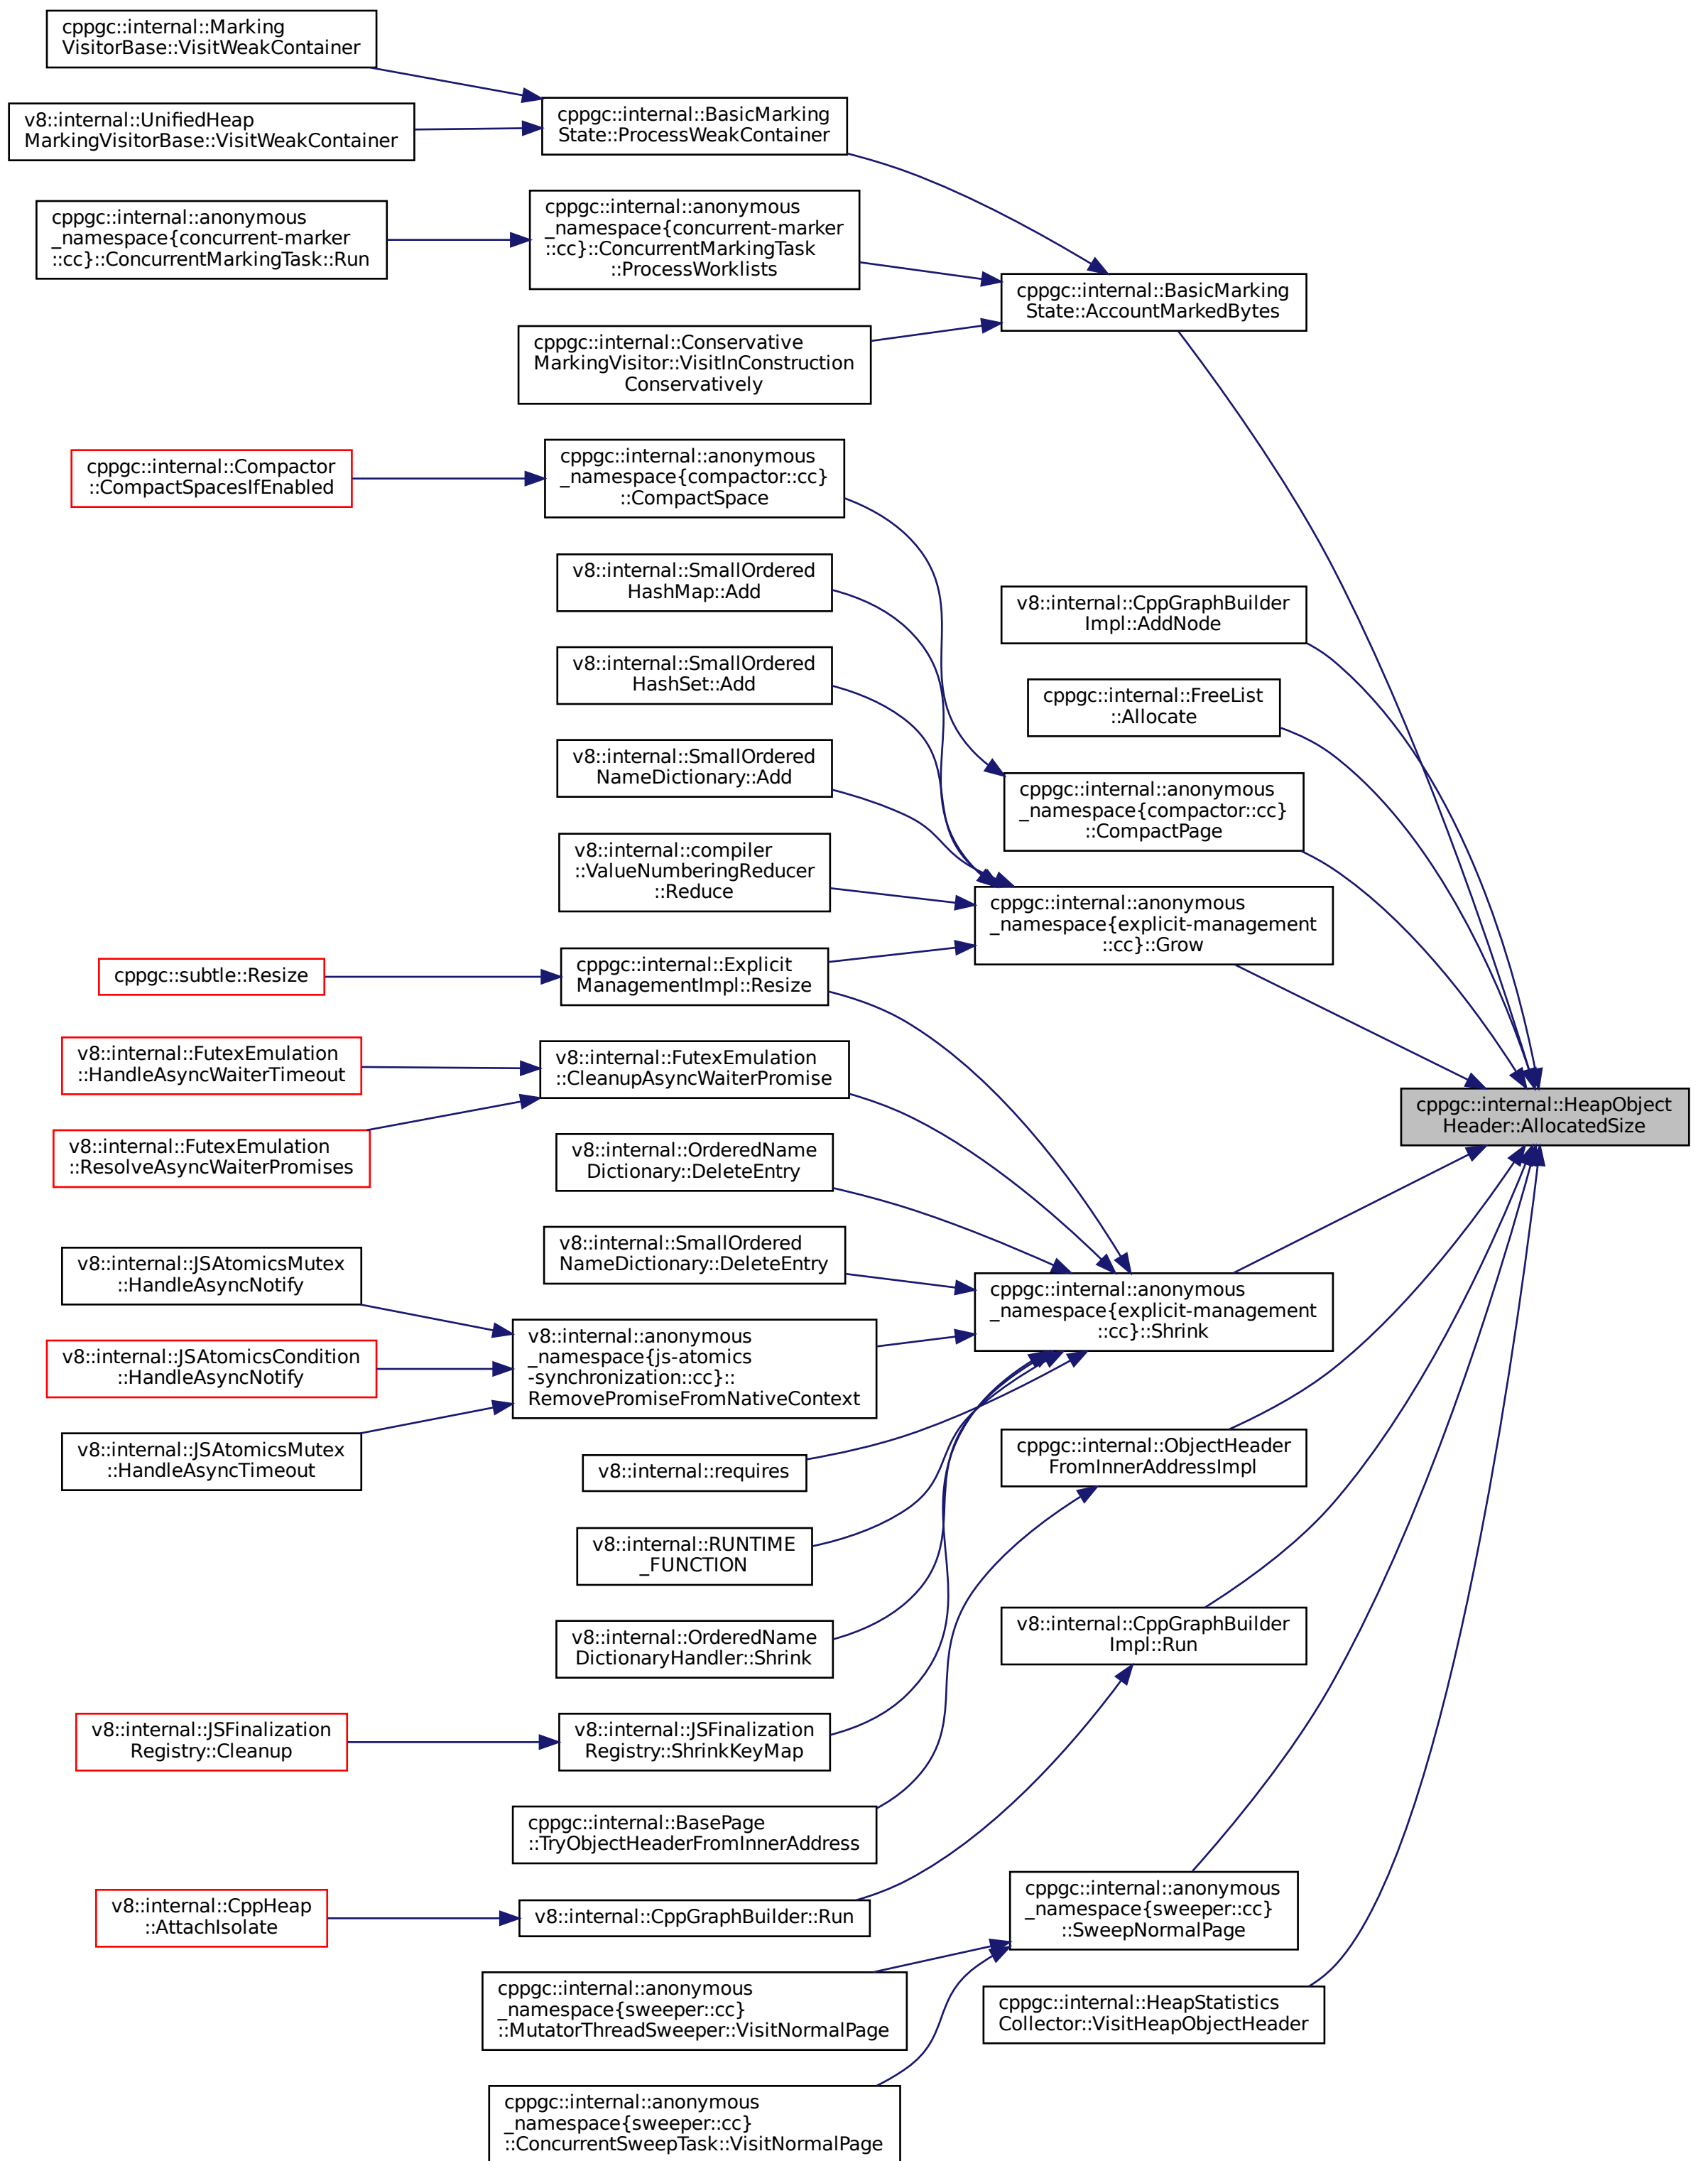 cppgc::internal::Marking
VisitorBase::VisitWeakContainer
v8::internal::UnifiedHeap
MarkingVisitorBase::VisitWeakContainer
cppgc::internal::anonymous
_namespace{concurrent-marker
::cc}::ConcurrentMarkingTask::Run
cppgc::internal::Compactor
::CompactSpacesIfEnabled
cppgc::subtle::Resize
v8::internal::FutexEmulation
::HandleAsyncWaiterTimeout
v8::internal::FutexEmulation
::ResolveAsyncWaiterPromises
v8::internal::JSAtomicsMutex
::HandleAsyncNotify
v8::internal::JSAtomicsCondition
::HandleAsyncNotify
v8::internal::JSAtomicsMutex
::HandleAsyncTimeout
v8::internal::JSFinalization
Registry::Cleanup
v8::internal::CppHeap
::AttachIsolate
cppgc::internal::BasicMarking
State::ProcessWeakContainer
cppgc::internal::anonymous
_namespace{concurrent-marker
::cc}::ConcurrentMarkingTask
::ProcessWorklists
cppgc::internal::Conservative
MarkingVisitor::VisitInConstruction
Conservatively
cppgc::internal::anonymous
_namespace{compactor::cc}
::CompactSpace
v8::internal::SmallOrdered
HashMap::Add
v8::internal::SmallOrdered
HashSet::Add
v8::internal::SmallOrdered
NameDictionary::Add
v8::internal::compiler
::ValueNumberingReducer
::Reduce
cppgc::internal::Explicit
ManagementImpl::Resize
v8::internal::FutexEmulation
::CleanupAsyncWaiterPromise
v8::internal::OrderedName
Dictionary::DeleteEntry
v8::internal::SmallOrdered
NameDictionary::DeleteEntry
v8::internal::anonymous
_namespace{js-atomics
-synchronization::cc}::
RemovePromiseFromNativeContext
v8::internal::requires
v8::internal::RUNTIME
_FUNCTION
v8::internal::OrderedName
DictionaryHandler::Shrink
v8::internal::JSFinalization
Registry::ShrinkKeyMap
cppgc::internal::BasePage
::TryObjectHeaderFromInnerAddress
v8::internal::CppGraphBuilder::Run
cppgc::internal::anonymous
_namespace{sweeper::cc}
::MutatorThreadSweeper::VisitNormalPage
cppgc::internal::anonymous
_namespace{sweeper::cc}
::ConcurrentSweepTask::VisitNormalPage
cppgc::internal::BasicMarking
State::AccountMarkedBytes
v8::internal::CppGraphBuilder
Impl::AddNode
cppgc::internal::FreeList
::Allocate
cppgc::internal::anonymous
_namespace{compactor::cc}
::CompactPage
cppgc::internal::anonymous
_namespace{explicit-management
::cc}::Grow
cppgc::internal::anonymous
_namespace{explicit-management
::cc}::Shrink
cppgc::internal::ObjectHeader
FromInnerAddressImpl
v8::internal::CppGraphBuilder
Impl::Run
cppgc::internal::anonymous
_namespace{sweeper::cc}
::SweepNormalPage
cppgc::internal::HeapStatistics
Collector::VisitHeapObjectHeader
cppgc::internal::HeapObject
Header::AllocatedSize